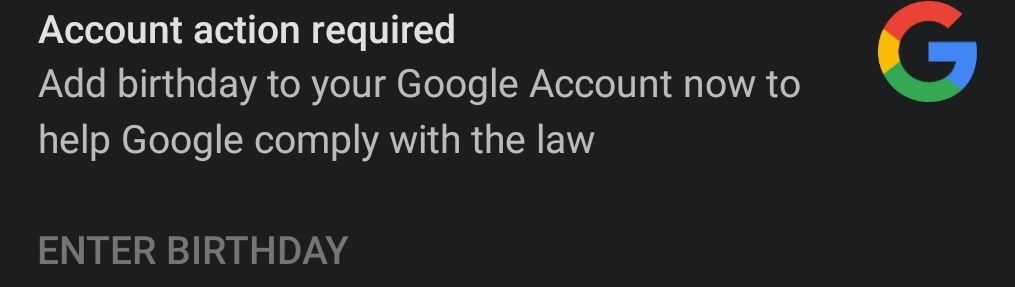 Account action required
Add birthday to your Google Account now to
help Google comply with the law
ENTER BIRTHDAY